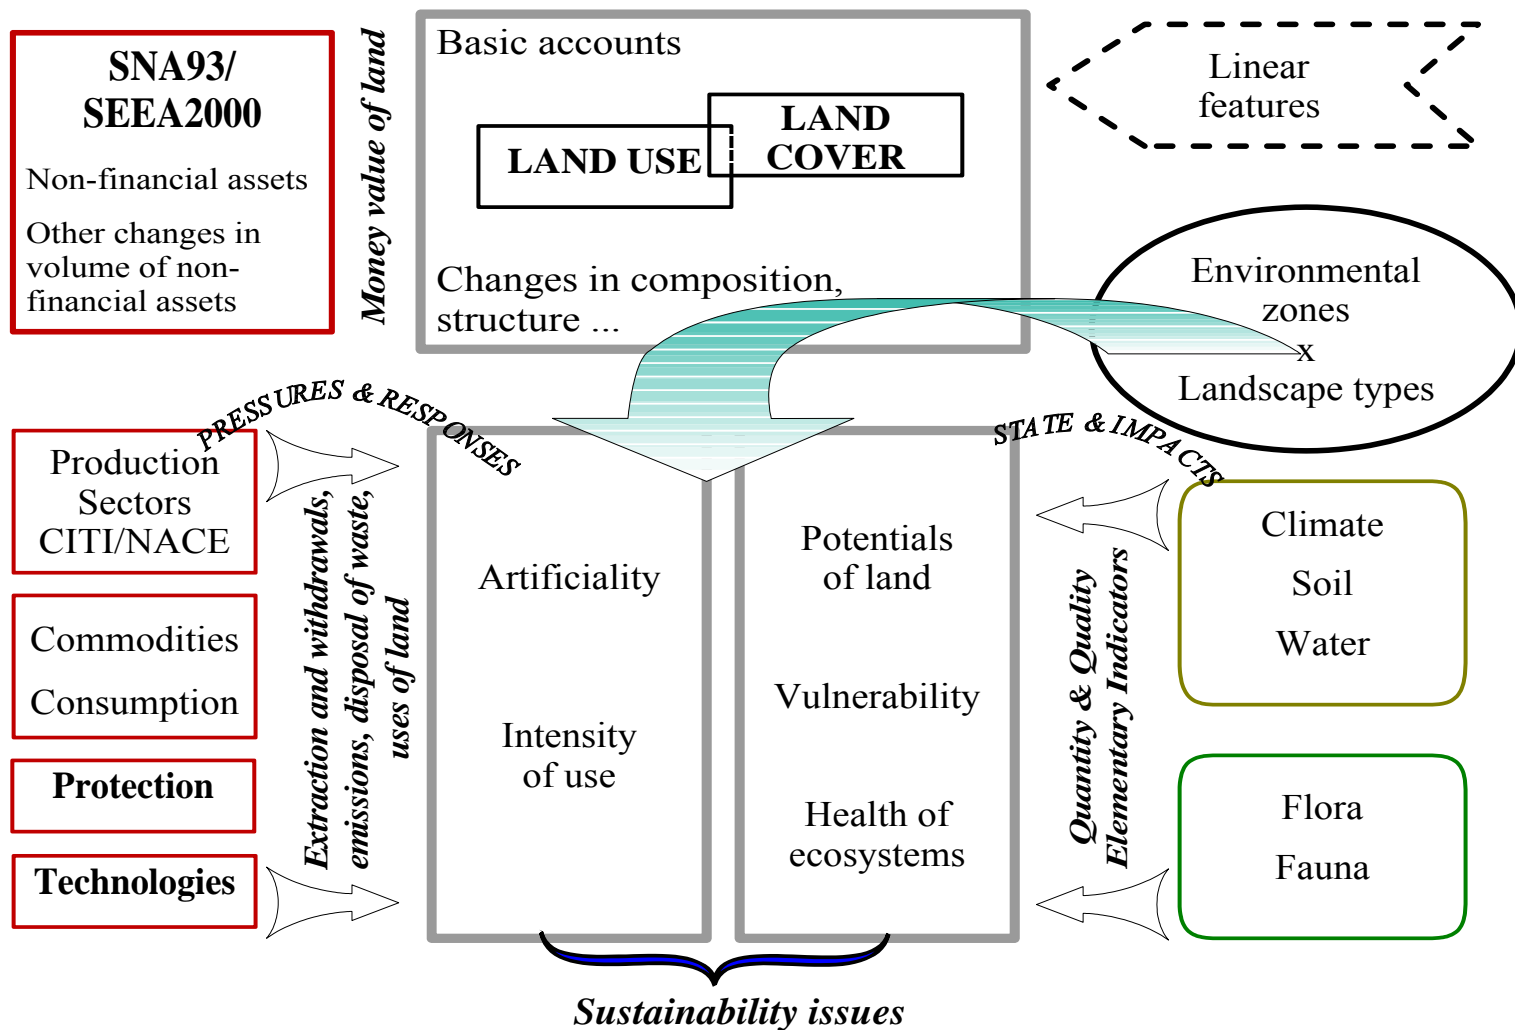 SNA93/
SEEA2000
Non-financial assets
Other changes in
volume of non-
financial assets
Money value of land
Basic accounts
LAND USE
LAND
COVER
Changes in composition,
structure ...
Linear
features
Environmental
zones
x
Landscape types
PRESSURES & RESPONSES
STATE & IMPACTS
Production
Sectors
CITI/NACE
Commodities
Consumption
Protection
Technologies
Extraction and withdrawals,
emissions, disposal of waste,
uses of land
Artificiality
Intensity
of use
Potentials
of land
Vulnerability
Health of
ecosystems
Quantity & Quality
Elementary Indicators
Climate
Soil
Water
Flora
Fauna
Sustainability issues